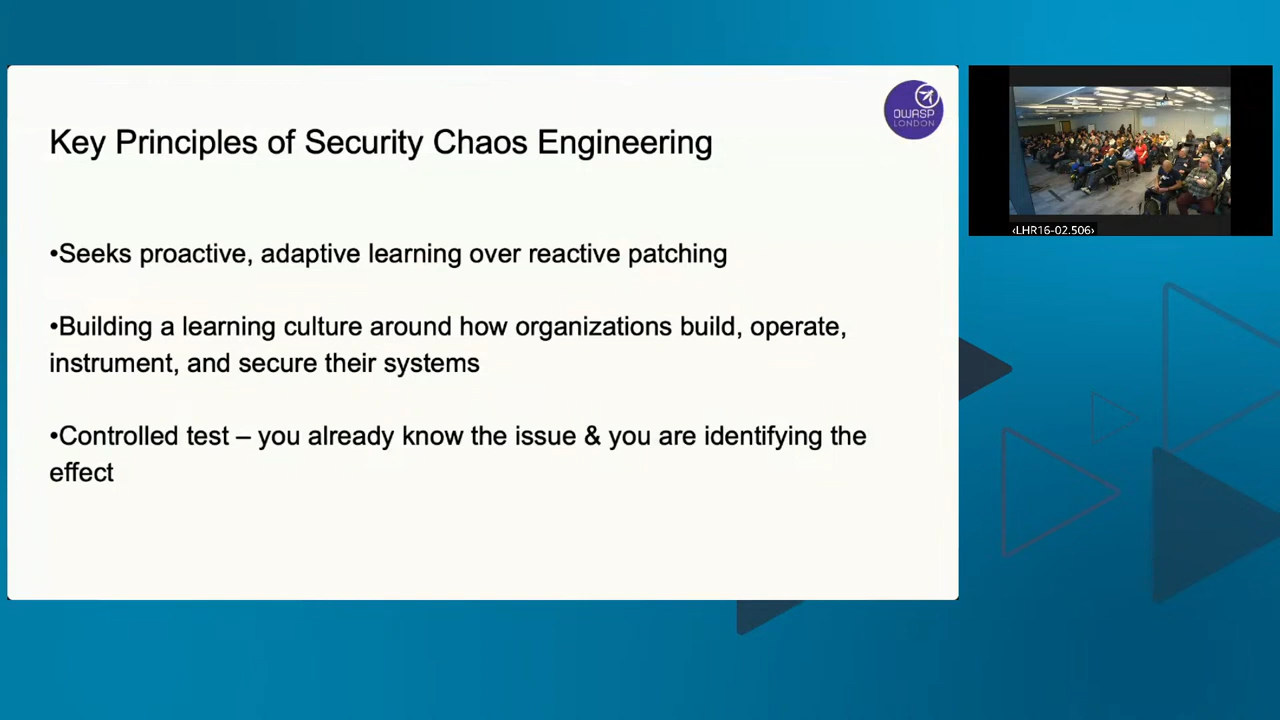 Key Principles of Security Chaos Engineering
OWASP
LONDON
•Seeks proactive, adaptive learning over reactive patching
•Building a learning culture around how organizations build, operate,
instrument, and secure their systems
•Controlled test – you already know the issue & you are identifying the
effect
‹LHR16-02.506›